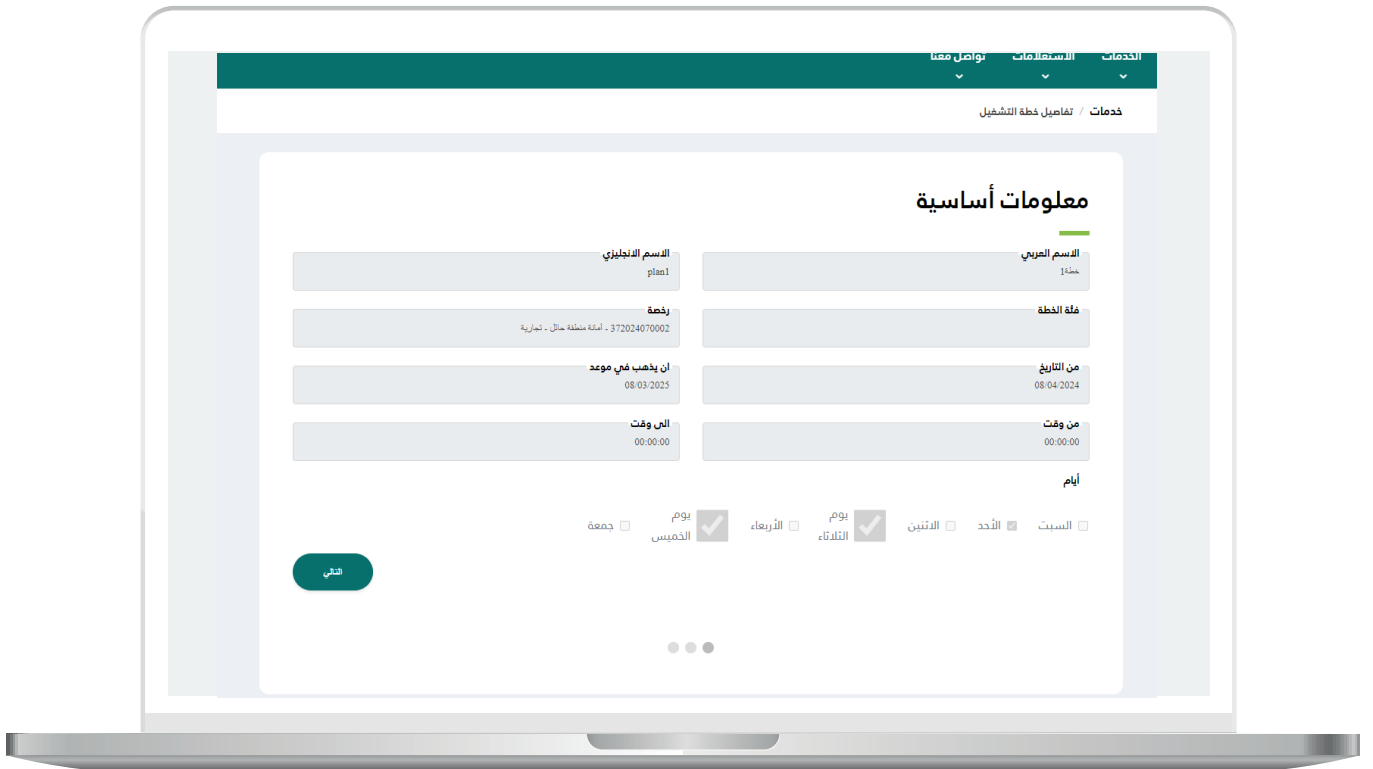 الخدمات الاستعلامات تواصل معنا
خدمات / تفاصيل خطة التشغيل
معلومات أساسية
الاسم العربي
خطة1
الاسم الانجليزي
plan1
فئة الخطة
رخصة
372024070002 - أمانة منطقة حائل - تجارية
من التاريخ
08/04/2024
ان يذهب في موعد
08/03/2025
من وقت
00:00:00
الى وقت
00:00:00
أيام
السبت
الأحد
الاثنين
يوم
الثلاثاء
الأربعاء
يوم
الخميس
جمعة
التالي